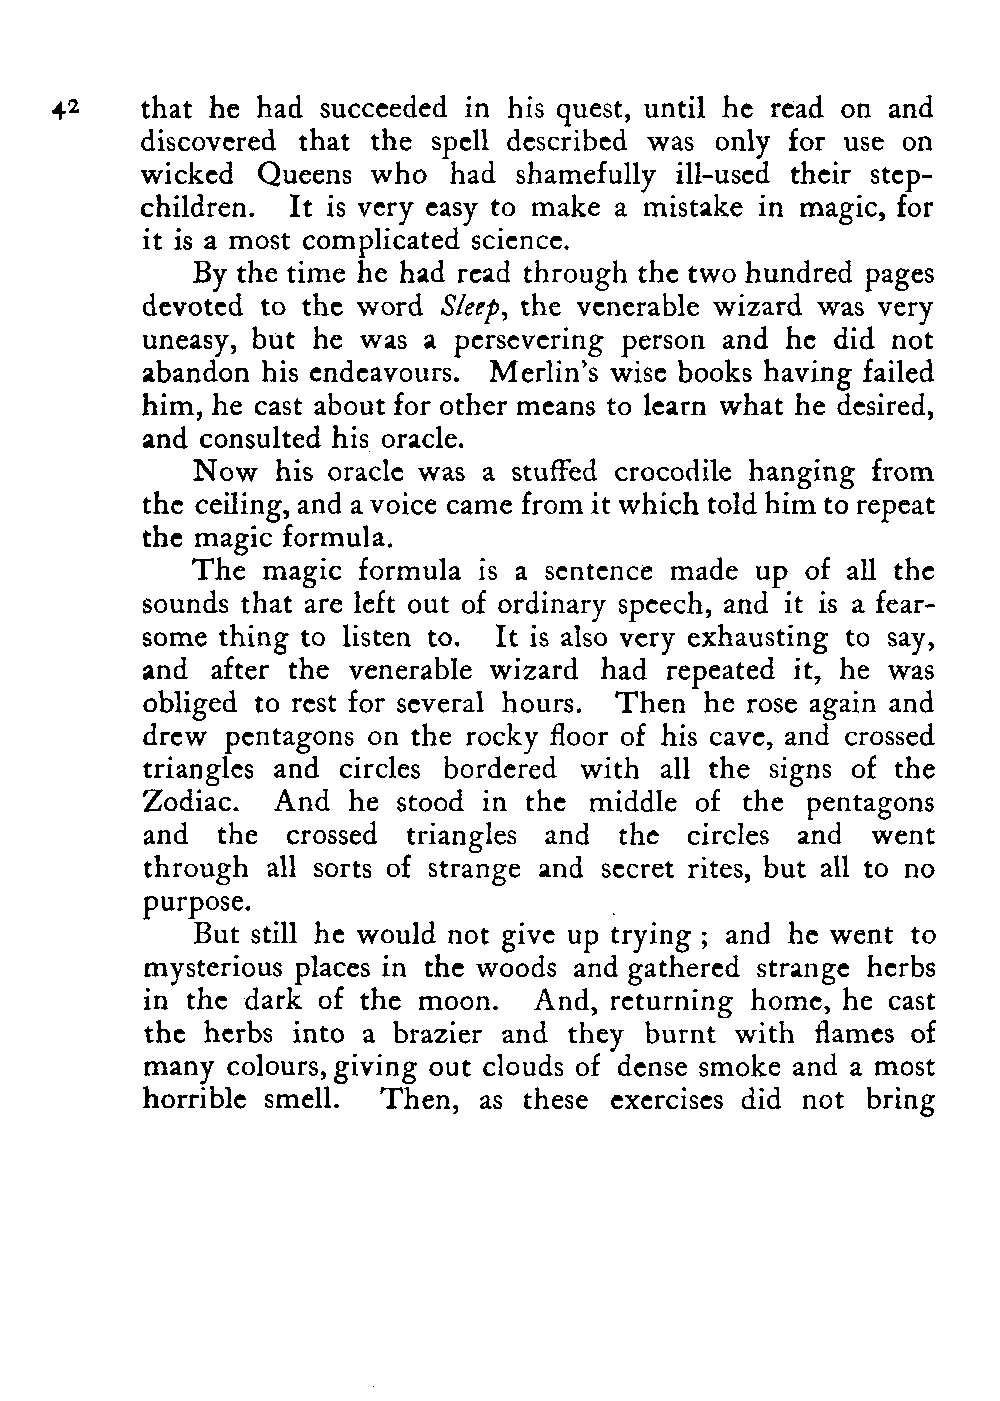 42 that he had succeeded in his quest, until he read on and
discovered that the spell described was only for use on
wicked Queens who had shamefully ill-used their step-
children. It is very easy to make a mistake in magic, for
it is a most complicated science.
By the time he had read through the two hundred pages
devoted to the word Sleep, the venerable wizard was very
uneasy, but he was a persevering person and he did not
abandon his endeavours. Merlin's wise books having failed
him, he cast about for other means to learn what he desired,
and consulted his oracle.
Now his oracle was a stuffed crocodile hanging from
the ceiling, and a voice came from it which told him to repeat
the magic formula.
The magic formula is a sentence made up of all the
sounds that are left out of ordinary speech, and it is a fear-
some thing to listen to. It is also very exhausting to say,
and after the venerable wizard had repeated it, he was
obliged to rest for several hours. Then he rose again and
drew pentagons on the rocky floor of his cave, and crossed
triangles and circles bordered with all the signs of the
Zodiac. And he stood in the middle of the pentagons
and the crossed triangles and the circles and went
through all sorts of strange and secret rites, but all to no
purpose.
But still he would not give up trying ; and he went to
mysterious places in the woods and gathered strange herbs
in the dark of the moon. And, returning home, he cast
the herbs into a brazier and they burnt with flames of
many colours, giving out clouds of dense smoke and a most
horrible smell. Then, as these exercises did not bring